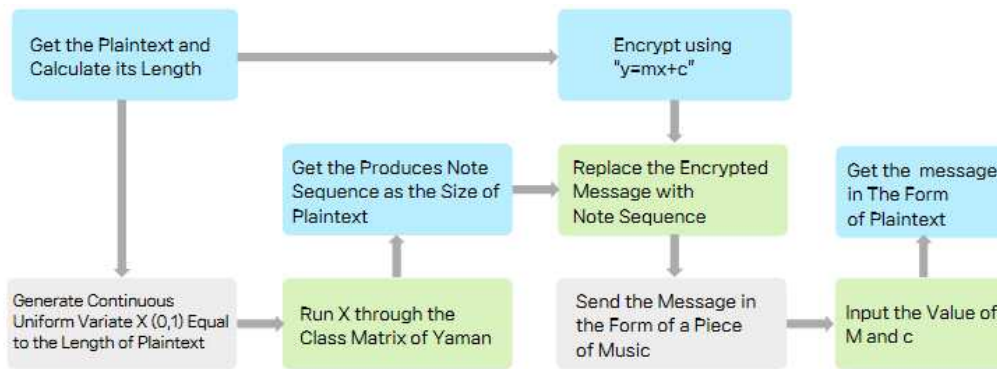 Get the Plaintext and
Calculate its Length
Encrypt using
"y=mx+c"
Get the Produces Note
Sequence as the Size of
Plaintext
Replace the Encrypted
Message with
Note Sequence
Get the message
in The Form
of Plaintext
Generate Continuous
Uniform Variate X (0,1) Equal
to the Length of Plaintext
Run X through the
Class Matrix of Yaman
Send the Message in
the Form of a Piece
of Music
Input the Value of
M and c